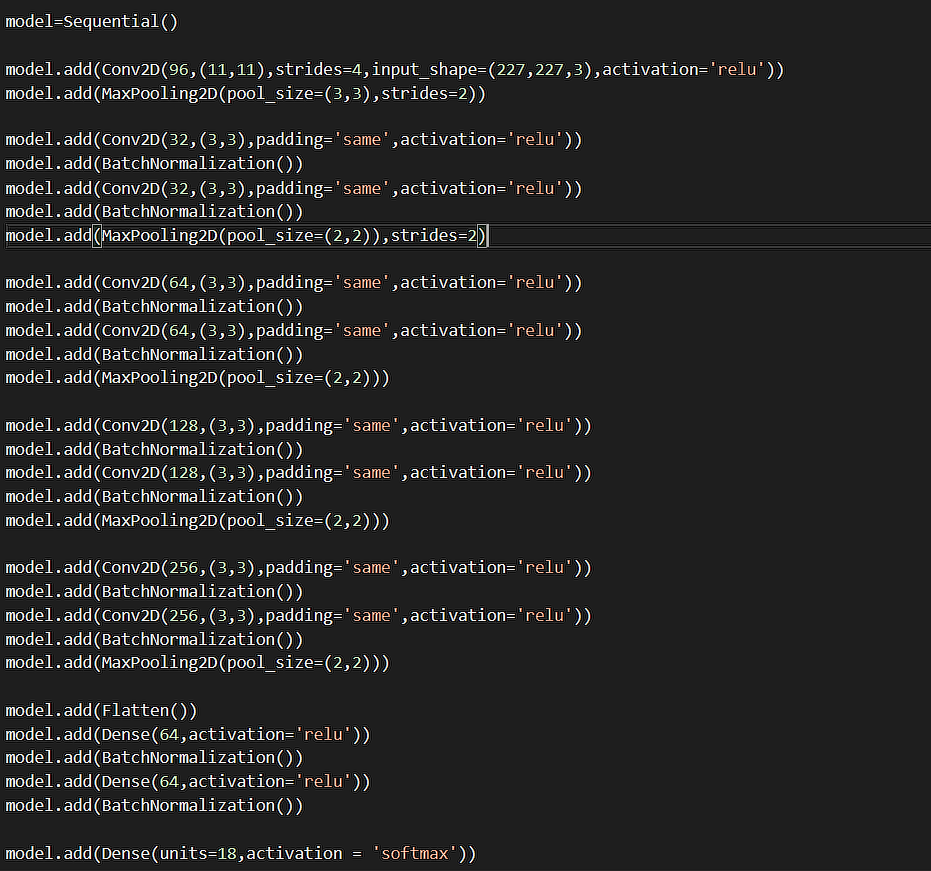 model=Sequential()
model.add(Conv2D(96,(11,11),strides=4,input_shape=(227,227,3),activation='relu'))
model.add(MaxPooling2D(pool_size=(3,3),strides=2))
model.add(Conv2D(32,(3,3),padding='same',activation='relu'))
model.add(BatchNormalization())
model.add(Conv2D(32,(3,3),padding='same',activation='relu'))
model.add(BatchNormalization())
model.add(MaxPooling2D(pool_size=(2,2)),strides=2)
model.add(Conv2D(64,(3,3),padding='same',activation='relu'))
model.add(BatchNormalization())
model.add(Conv2D(64,(3,3),padding='same',activation='relu'))
model.add(BatchNormalization())
model.add(MaxPooling2D(pool_size=(2,2)))
model.add(Conv2D(128,(3,3),padding='same',activation='relu'))
model.add(BatchNormalization())
model.add(Conv2D(128,(3,3),padding='same',activation='relu'))
model.add(BatchNormalization())
model.add(MaxPooling2D(pool_size=(2,2)))
model.add(Conv2D(256,(3,3),padding='same',activation='relu'))
model.add(BatchNormalization())
model.add(Conv2D(256,(3,3),padding='same',activation='relu'))
model.add(BatchNormalization())
model.add(MaxPooling2D(pool_size=(2,2)))
model.add(Flatten())
model.add(Dense(64,activation='relu'))
model.add(BatchNormalization())
model.add(Dense(64,activation='relu'))
model.add(BatchNormalization())
model.add(Dense(units=18,activation = 'softmax'))